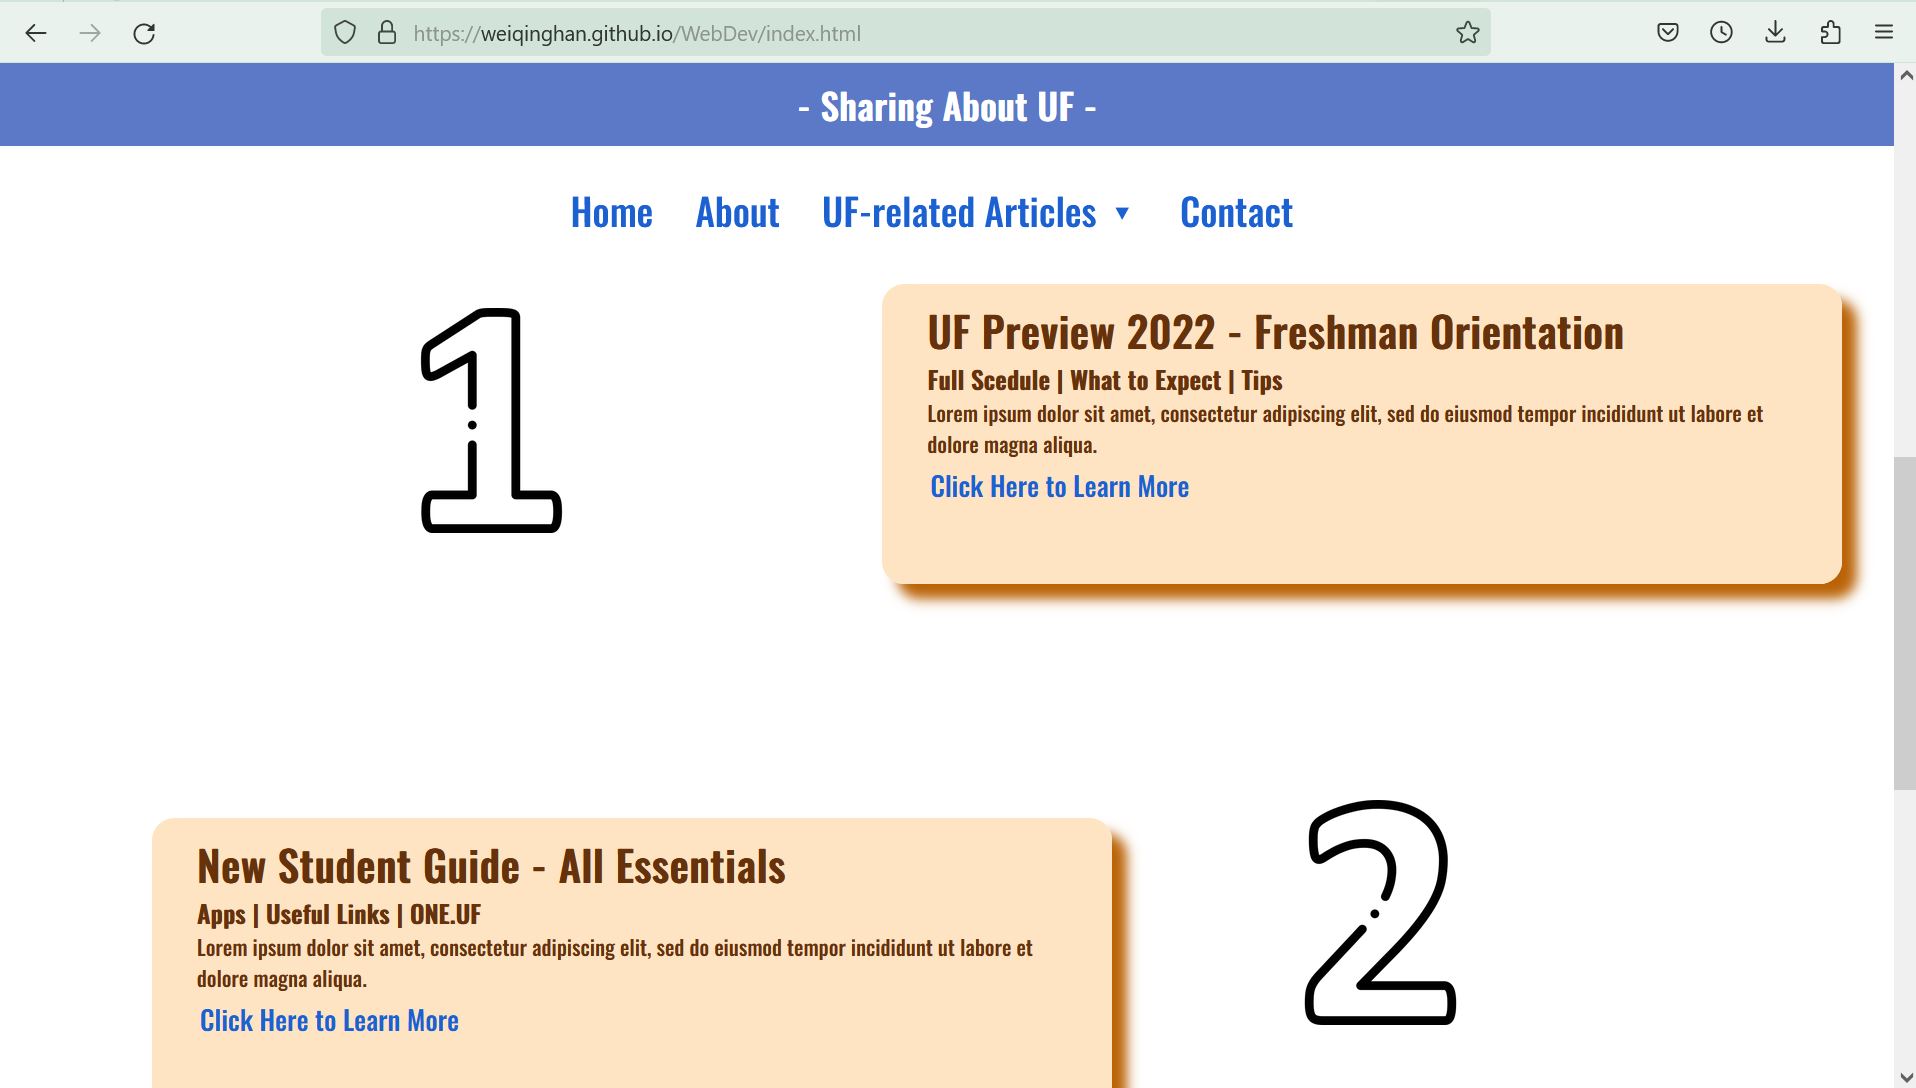 https://weiqinghan.github.io/WebDev/index.html
- Sharing About UF -
Home About UF-related Articles ▼ Contact
1
UF Preview 2022 - Freshman Orientation
Full Scedule | What to Expect | Tips
Lorem ipsum dolor sit amet, consectetur adipiscing elit, sed do eiusmod tempor incididunt ut labore et
dolore magna aliqua.
Click Here to Learn More
New Student Guide - All Essentials
Apps | Useful Links | ONE.UF
Lorem ipsum dolor sit amet, consectetur adipiscing elit, sed do eiusmod tempor incididunt ut labore et
dolore magna aliqua.
Click Here to Learn More
2